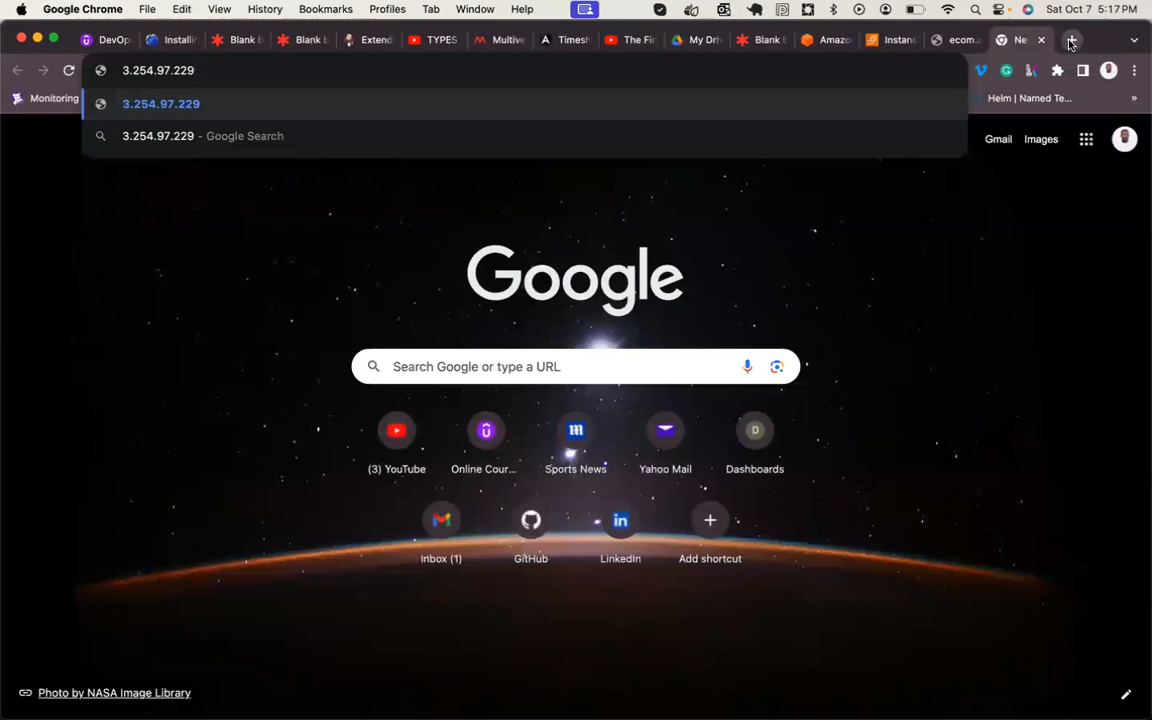 Google Chrome File Edit View History Bookmarks Profiles Tab Window Help Sat Oct 7 5:17 PM
DevOp Installin Blank b Blank b Extend TYPES Multive Timesh The Fi My Driv Blank b Amazo Instanc ecom. Ne
3.254.97.229
Monitoring Helm | Named Te...
3.254.97.229
3.254.97.229 - Google Search
Gmail Images
Google
Search Google or type a URL
(3) YouTube Online Cour... Sports News Yahoo Mail Dashboards
D
Inbox (1) GitHub LinkedIn Add shortcut
Photo by NASA Image Library